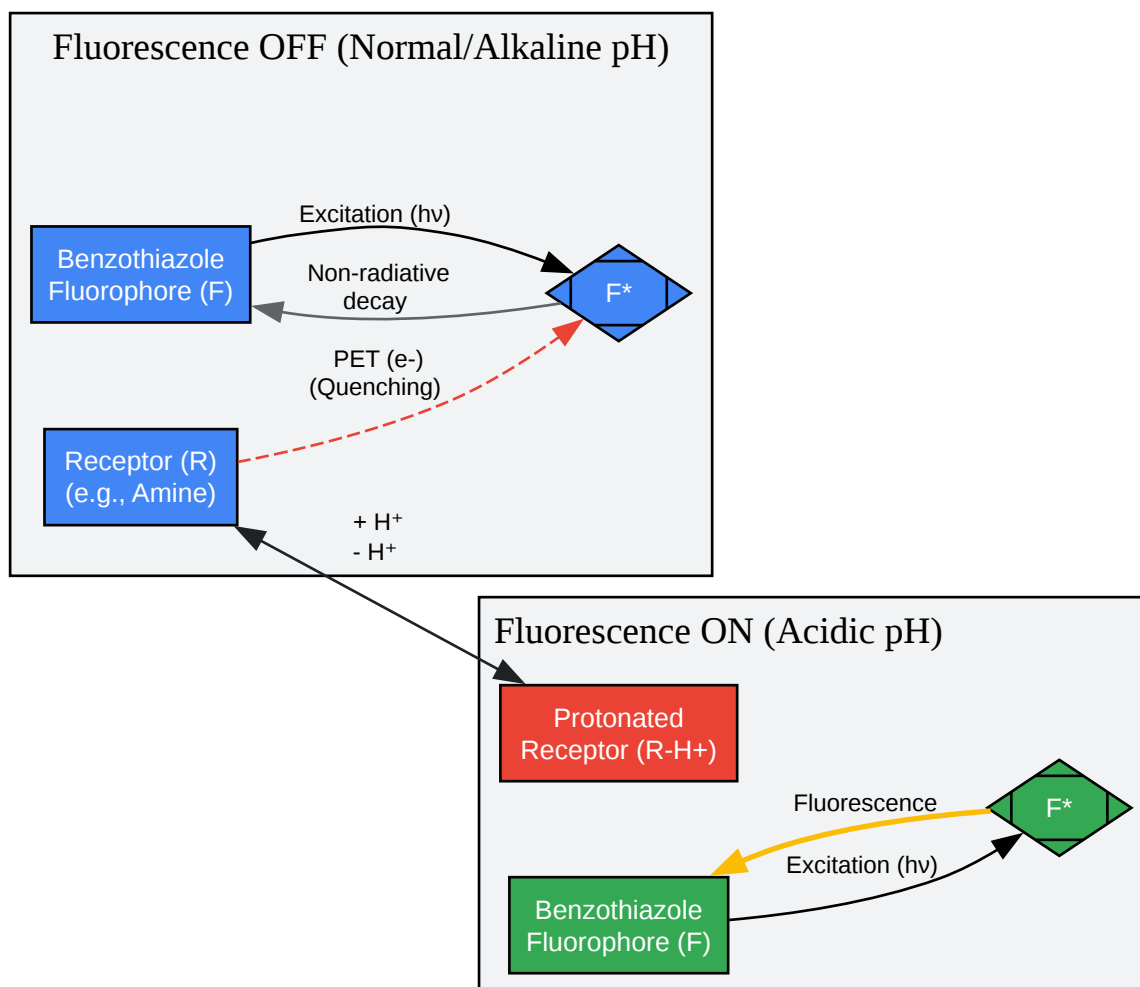 Fluorescence OFF (Normal/Alkaline pH)
Excitation (hν)
Benzothiazole
Fluorophore (F)
Non-radiative
decay
F*
PET (e-)
(Quenching)
Receptor (R)
(e.g., Amine)
+ H⁺
- H⁺
Fluorescence ON (Acidic pH)
Protonated
Receptor (R-H+)
Fluorescence
F*
Excitation (hν)
Benzothiazole
Fluorophore (F)